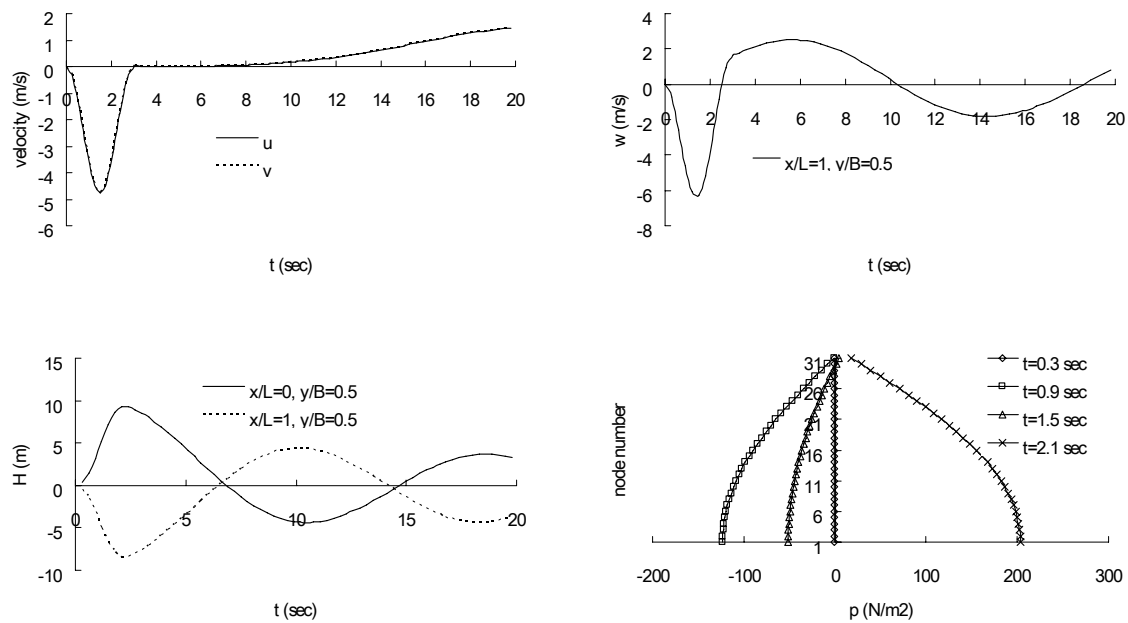 2
1
0
-1
-2
-3
-4
-5
-6
0 2 4 6 8 10 12 14 16 18 20
velocity (m/s)
u
v
t (sec)
4
2
0
-2
-4
-6
-8
0 2 4 6 8 10 12 14 16 18 20
w (m/s)
x/L=1, y/B=0.5
t (sec)
15
10
5
0
-5
-10
0 5 10 15 20
H (m)
x/L=0, y/B=0.5
x/L=1, y/B=0.5
t (sec)
31
26
21
16
11
6
1
node number
t=0.3 sec
t=0.9 sec
t=1.5 sec
t=2.1 sec
-200 -100 0 100 200 300
p (N/m2)